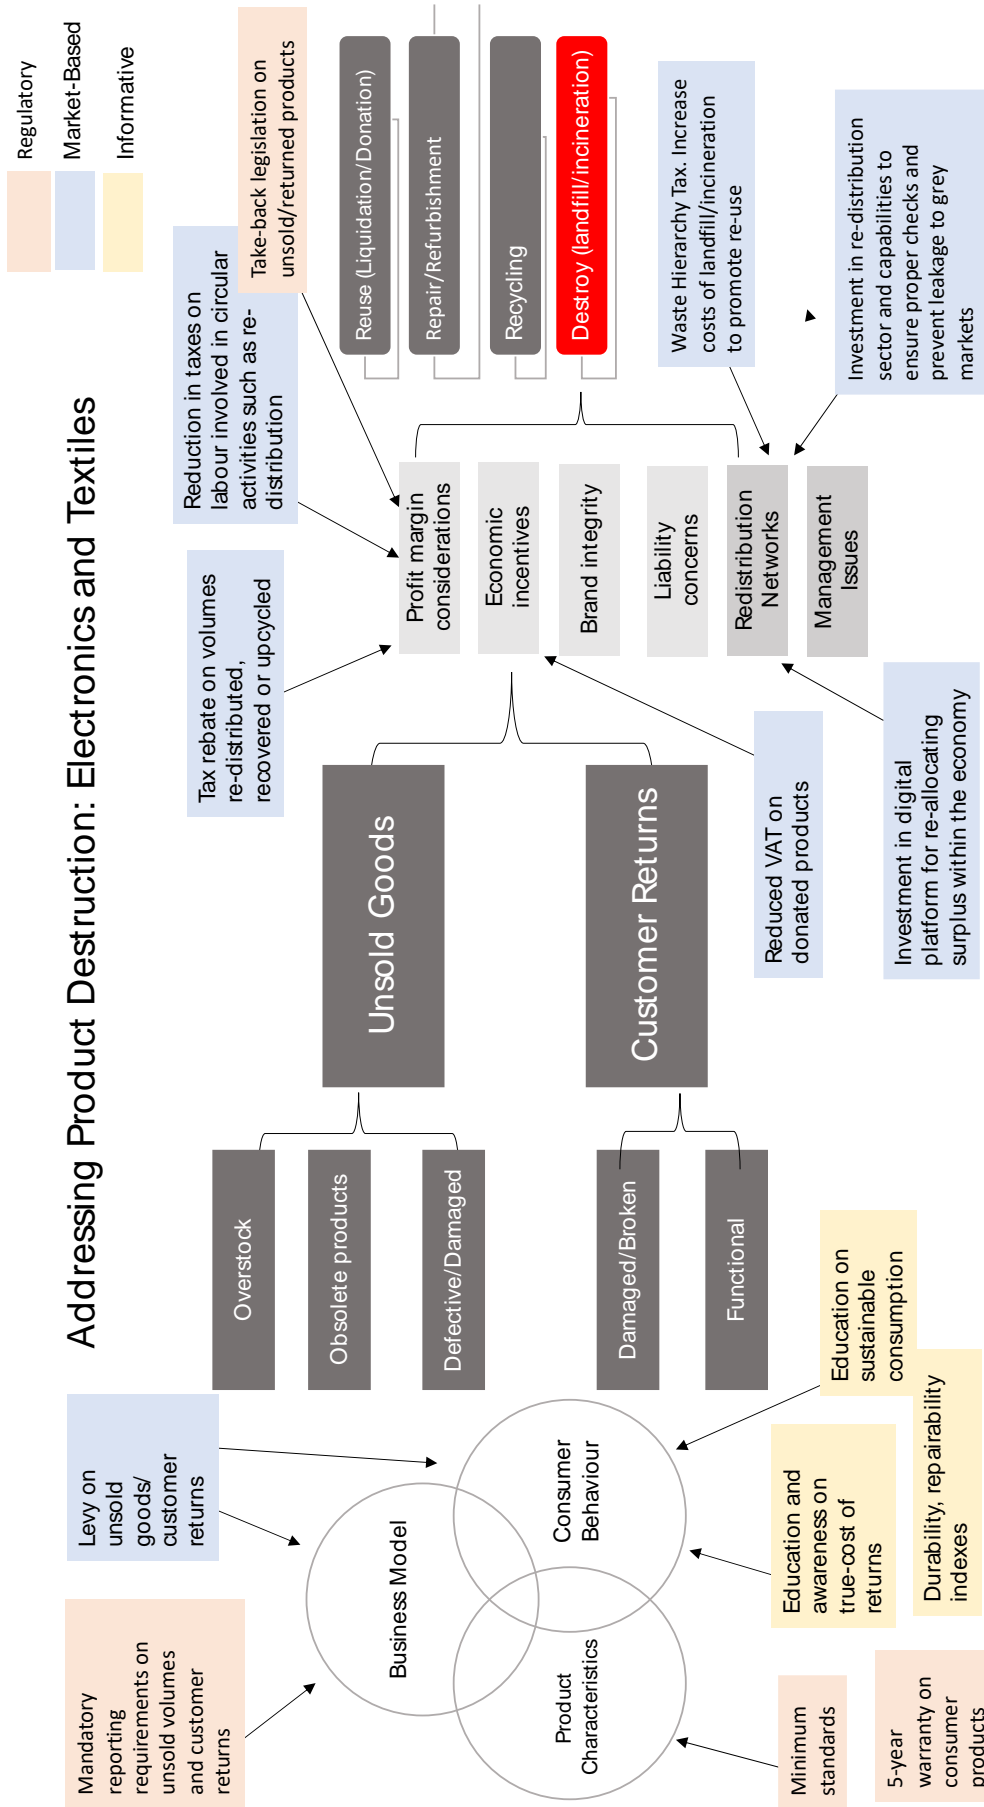 Addressing Product Destruction: Electronics and Textiles
Regulatory
Market-Based
Informative
Mandatory
reporting
requirements on
unsold volumes
and customer
returns
Levy on
unsold
goods/
customer
returns
Business Model
Product
Characteristics
Consumer
Behaviour
Minimum
standards
5-year
warranty on
consumer
products
Education and
awareness on
true-cost of
returns
Durability, repairability
indexes
Education on
sustainable
consumption
Overstock
Obsolete products
Defective/Damaged
Damaged/Broken
Functional
Unsold Goods
Customer Returns
Tax rebate on volumes
re-distributed,
recovered or upcycled
Reduction in taxes on
labour involved in circular
activities such as re-
distribution
Take-back legislation on
unsold/returned products
Profit margin
considerations
Economic
incentives
Brand integrity
Liability
concerns
Redistribution
Networks
Management
Issues
Reduced VAT on
donated products
Investment in digital
platform for re-allocating
surplus within the economy
Reuse (Liquidation/Donation)
Repair/Refurbishment
Recycling
Destroy (landfill/incineration)
Waste Hierarchy Tax. Increase
costs of landfill/incineration
to promote re-use
Investment in re-distribution
sector and capabilities to
ensure proper checks and
prevent leakage to grey
markets